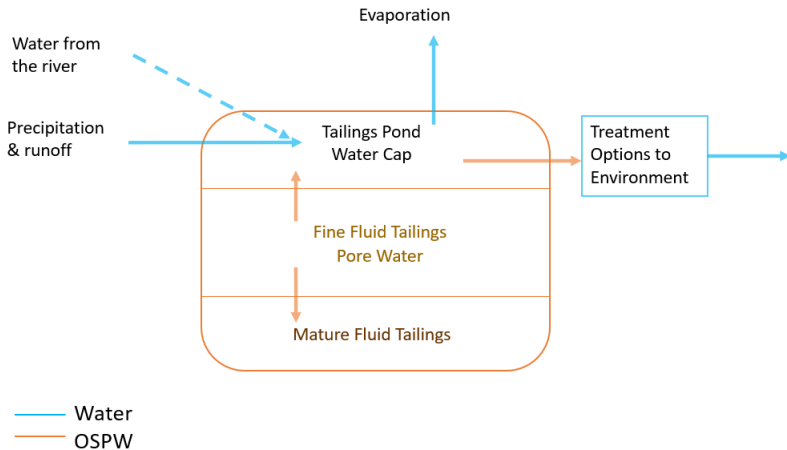 Evaporation
Water from
the river
Precipitation
& runoff
Tailings Pond
Water Cap
Treatment
Options to
Environment
Fine Fluid Tailings
Pore Water
Mature Fluid Tailings
Water
OSPW